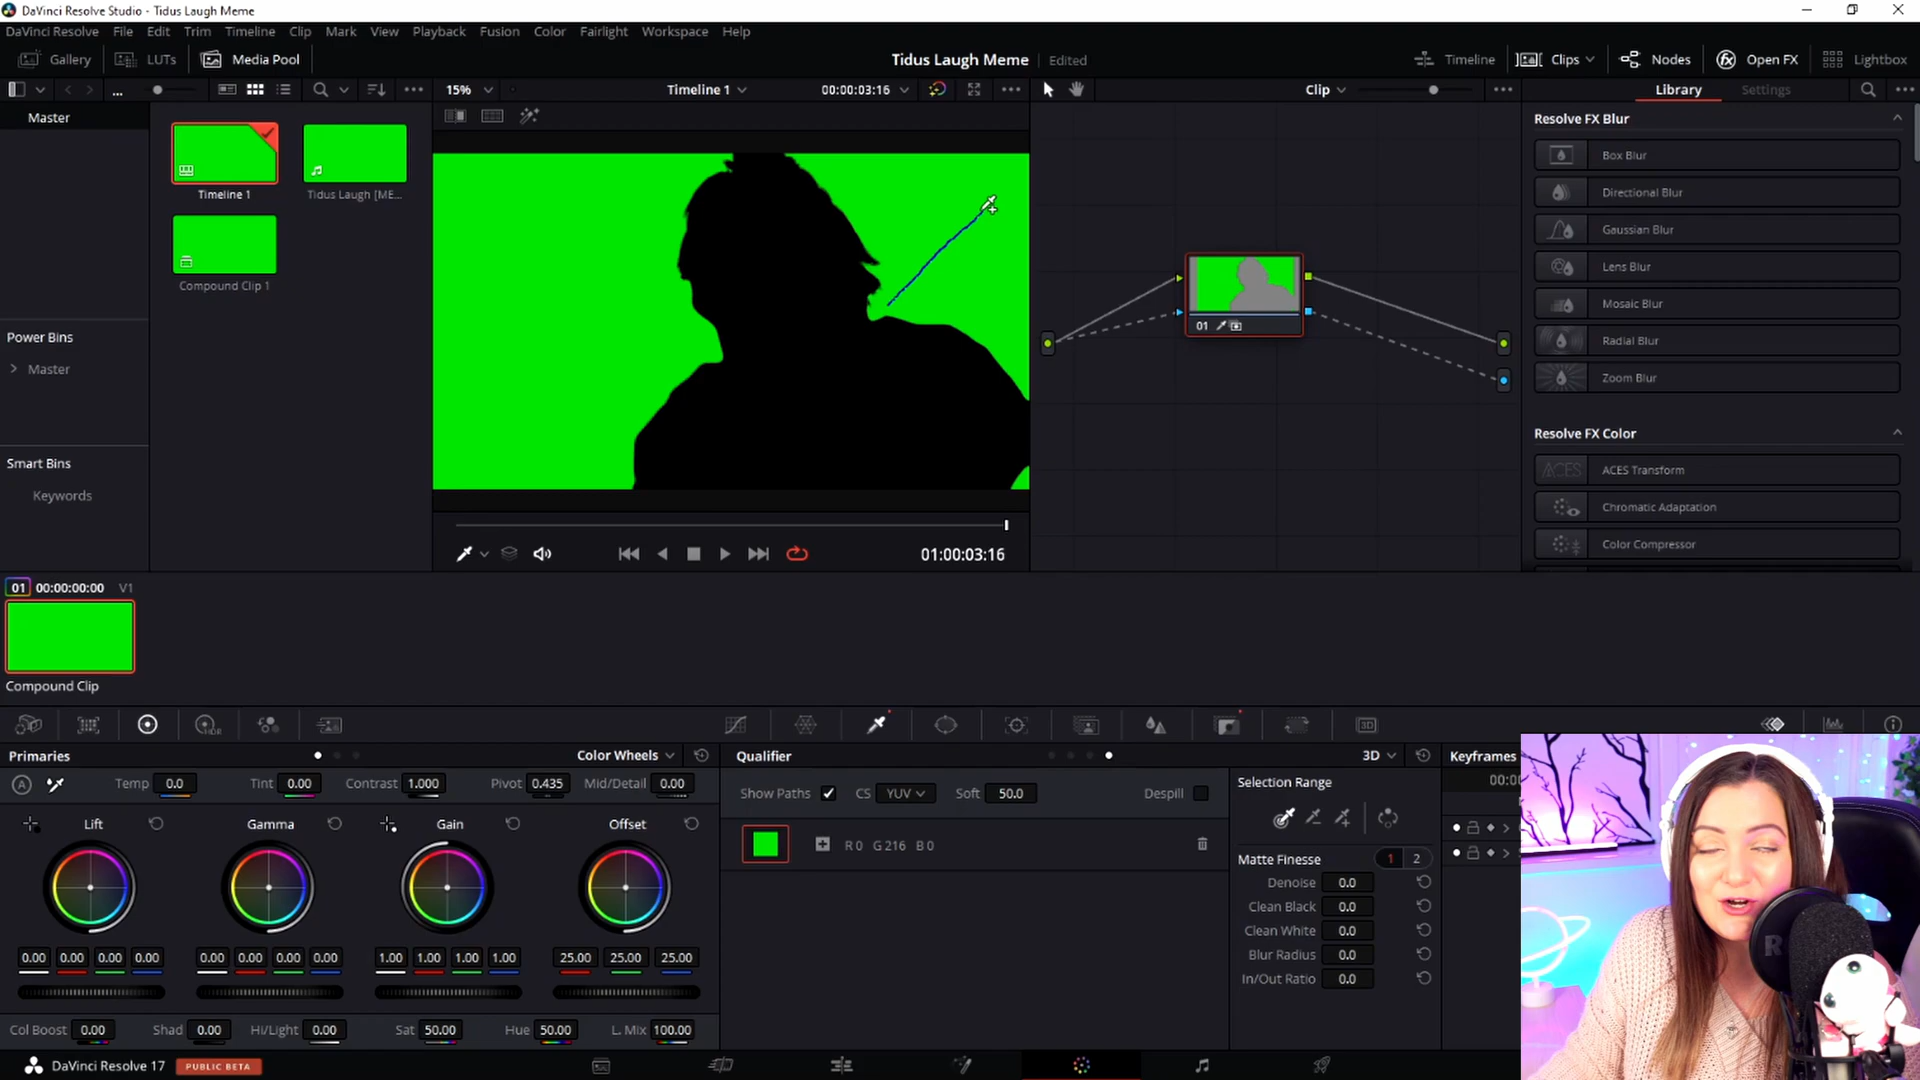 DaVinci Resolve Studio - Tidus Laugh Meme
DaVinci Resolve File Edit Trim Timeline Clip Mark View Playback Fusion Color Fairlight Workspace Help
Gallery LUTs Media Pool Tidus Laugh Meme Edited Timeline Clips Nodes Open FX Lightbox
... 15% Timeline 1 00:00:03:16 Clip Library Settings
Master
Timeline 1
Tidus Laugh [ME...
Compound Clip 1
Power Bins
Master
Smart Bins
Keywords
01:00:03:16
01
Resolve FX Blur
Box Blur
Directional Blur
Gaussian Blur
Lens Blur
Mosaic Blur
Radial Blur
Zoom Blur
Resolve FX Color
ACES
ACES Transform
Chromatic Adaptation
Color Compressor
01 00:00:00:00 V1
Compound Clip
HDR
3D
Primaries Color Wheels
A Temp 0.0 Tint 0.00 Contrast 1.000 Pivot 0.435 Mid/Detail 0.00
Lift Gamma Gain Offset
0.00 0.00 0.00 0.00 0.00 0.00 0.00 0.00 1.00 1.00 1.00 1.00 25.00 25.00 25.00
Col Boost 0.00 Shad 0.00 Hi/Light 0.00 Sat 50.00 Hue 50.00 L. Mix 100.00
Qualifier 3D
Show Paths CS YUV Soft 50.0 Despill
R 0 G 216 B 0
Selection Range
Matte Finesse 1 2
Denoise 0.0
Clean Black 0.0
Clean White 0.0
Blur Radius 0.0
In/Out Ratio 0.0
Keyframes
00:0
DaVinci Resolve 17 PUBLIC BETA